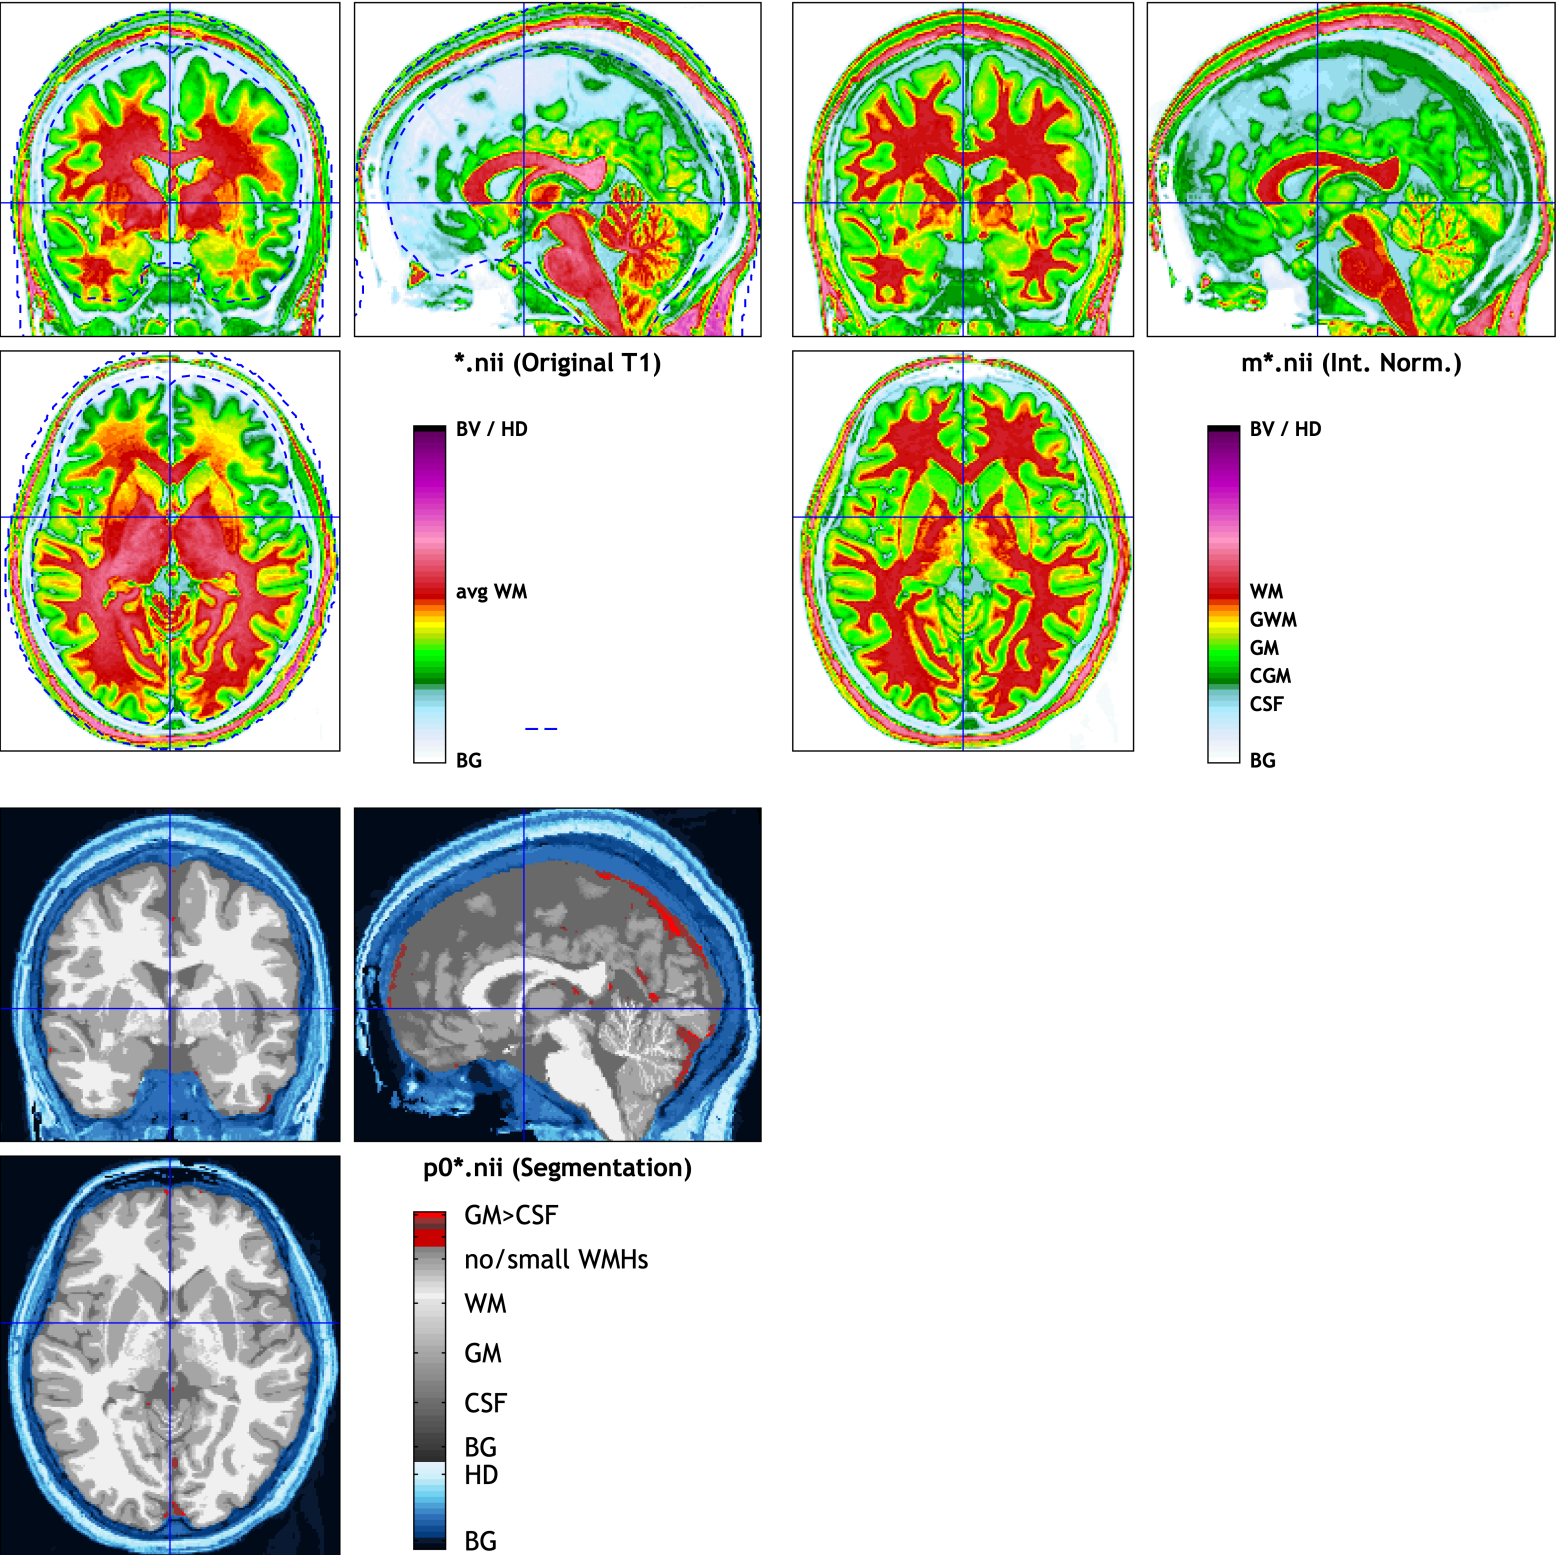 *.nii (Original T1)
BV / HD
avg WM
BG
m*.nii (Int. Norm.)
BV / HD
WM
GWM
GM
CGM
CSF
BG
p0*.nii (Segmentation)
GM>CSF
no/small WMHs
WM
GM
CSF
BG
HD
BG